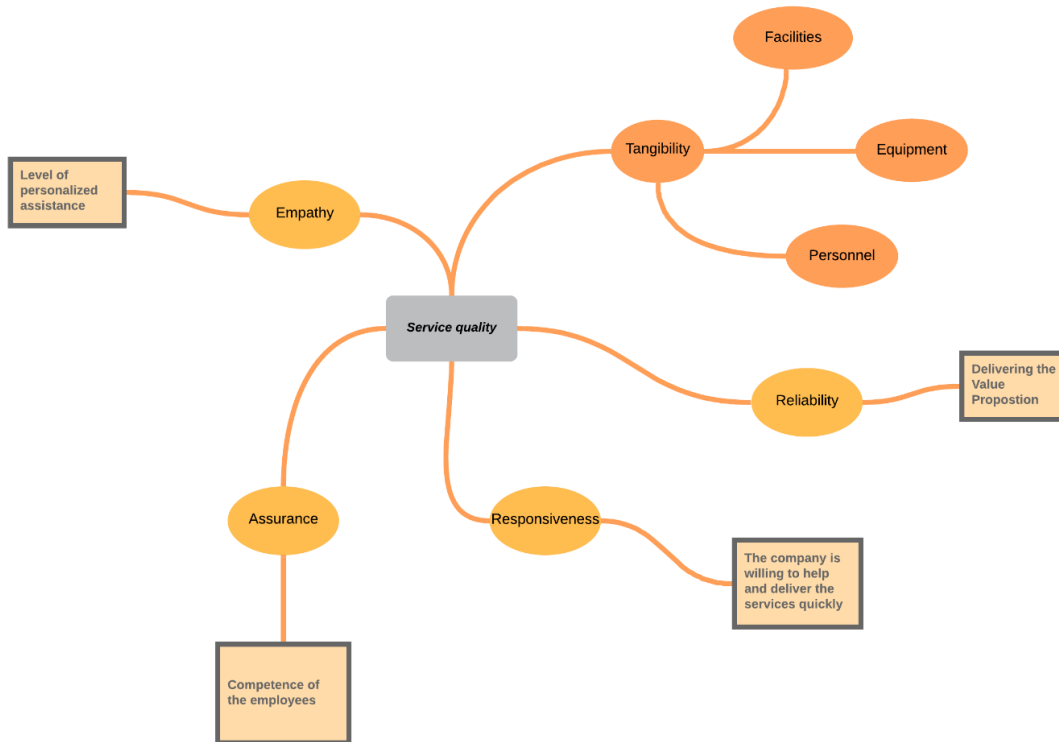 Facilities
Tangibility
Equipment
Level of
personalized
assistance
Empathy
Personnel
Service quality
Delivering the
Value
Propostion
Reliability
Assurance
Responsiveness
The company is
willing to help
and deliver the
services quickly
Competence of
the employees